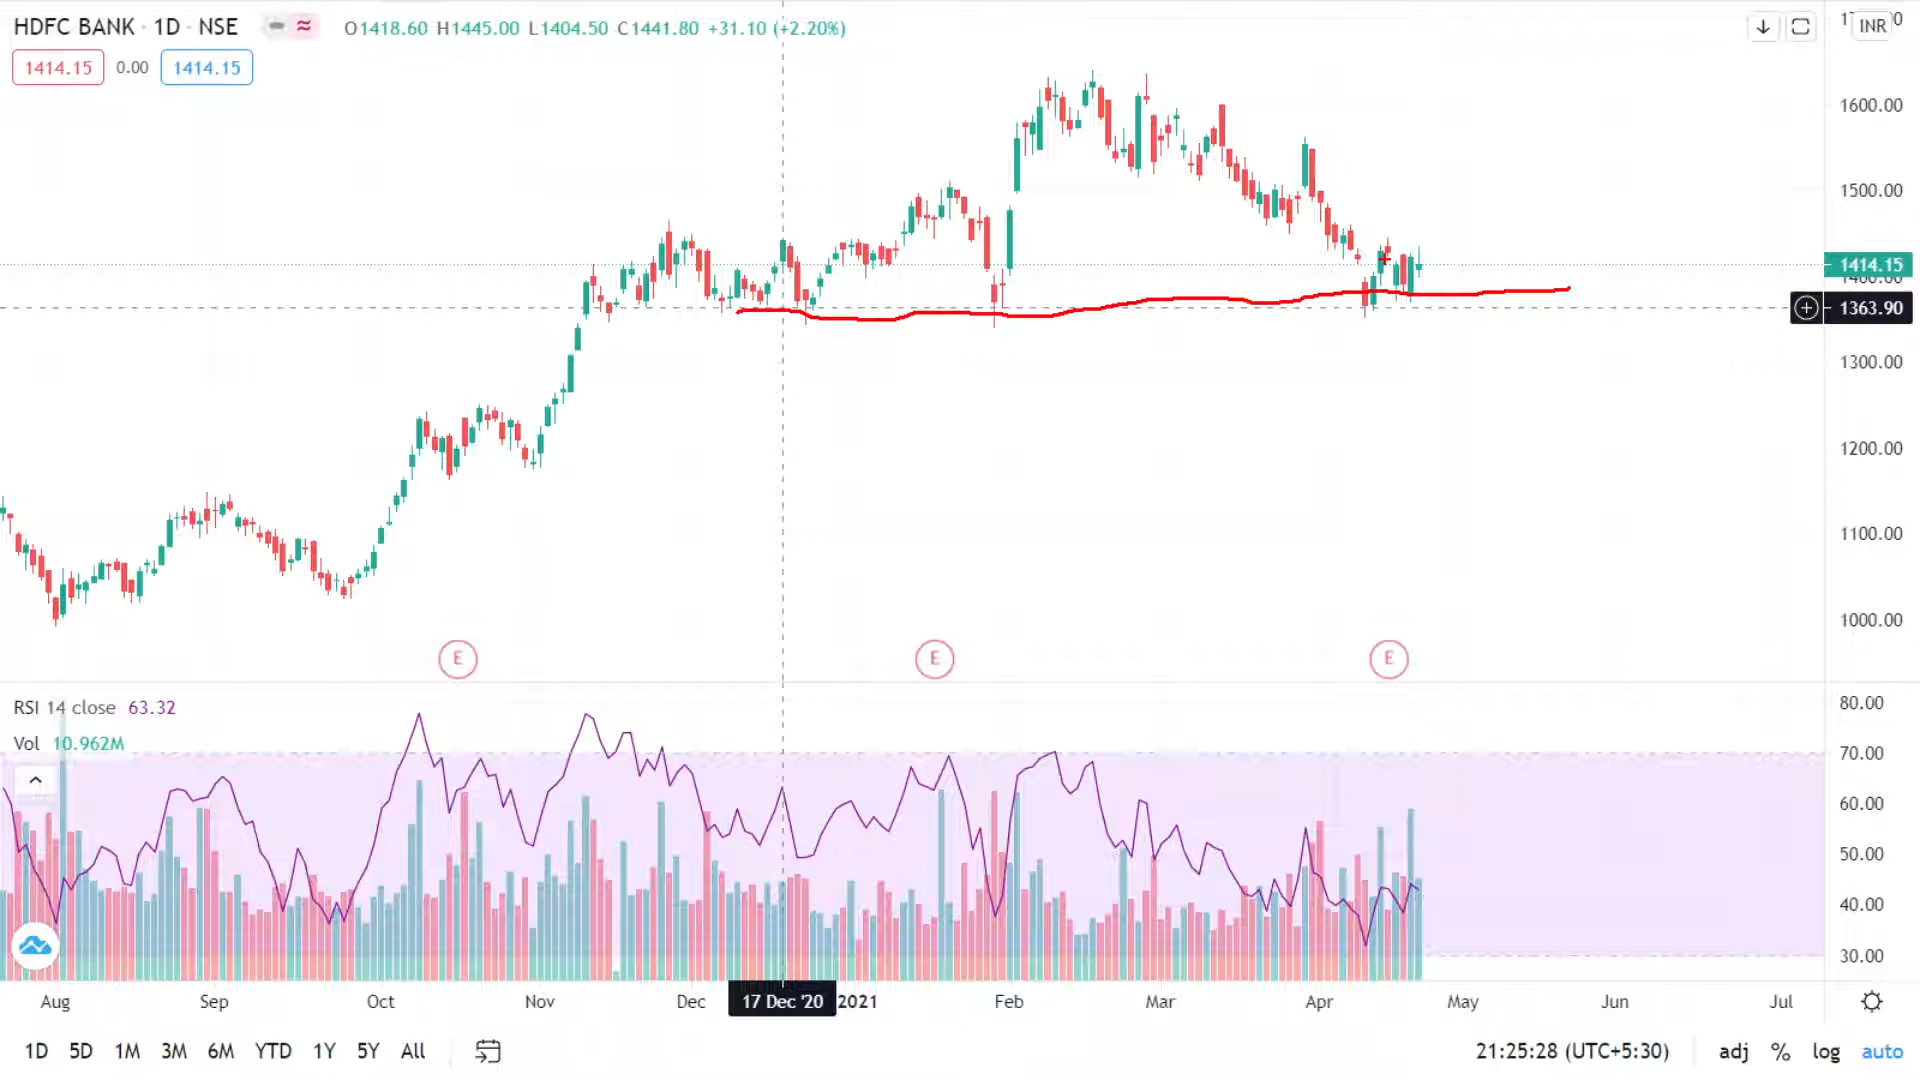 HDFC BANK · 1D · NSE
O1418.60 H1445.00 L1404.50 C1441.80 +31.10 (+2.20%)
INR
1414.15 0.00 1414.15
1600.00
1500.00
1414.15
1363.90
1300.00
1200.00
1100.00
1000.00
E E E
RSI 14 close 63.32
Vol 10.962M
80.00
70.00
60.00
50.00
40.00
30.00
Aug Sep Oct Nov Dec 17 Dec '20 2021 Feb Mar Apr May Jun Jul
1D 5D 1M 3M 6M YTD 1Y 5Y All 21:25:28 (UTC+5:30) adj % log auto